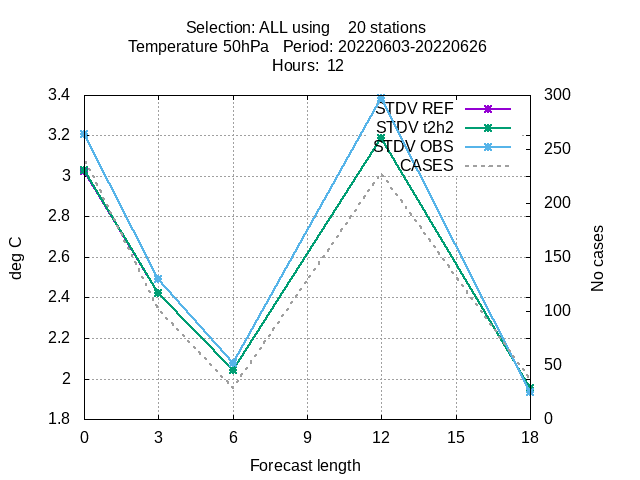 Selection: ALL using    20 stations
Temperature 50hPa   Period: 20220603-20220626
Hours:  12
3.4
3.2
3
2.8
2.6
2.4
2.2
2
1.8
deg C
STDV REF
STDV t2h2
STDV OBS
CASES
300
250
200
150
100
50
0
No cases
0 3 6 9 12 15 18
Forecast length